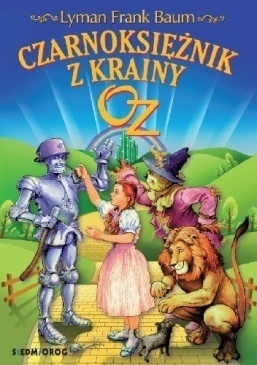 Lyman Frank Baum
CZARNOKSIĘŻNIK
Z KRAINY
OZ
SIEDMIORÓG